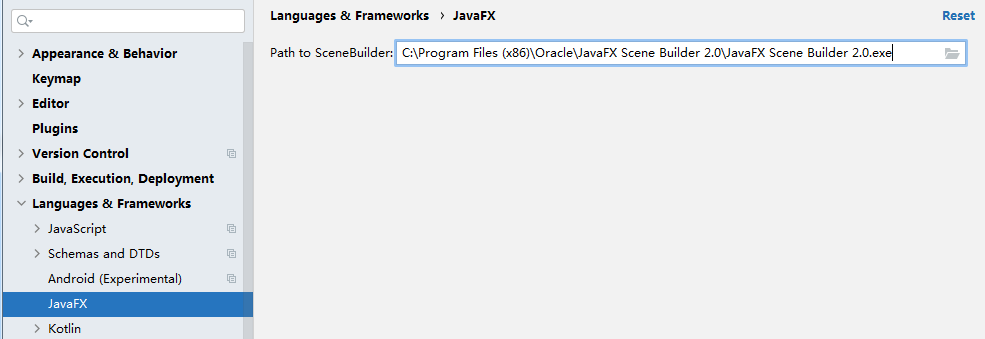 Languages & Frameworks › JavaFX
Reset
Path to SceneBuilder: C:\Program Files (x86)\Oracle\JavaFX Scene Builder 2.0\JavaFX Scene Builder 2.0.exe
Appearance & Behavior
Keymap
Editor
Plugins
Version Control
Build, Execution, Deployment
Languages & Frameworks
JavaScript
Schemas and DTDs
Android (Experimental)
JavaFX
Kotlin